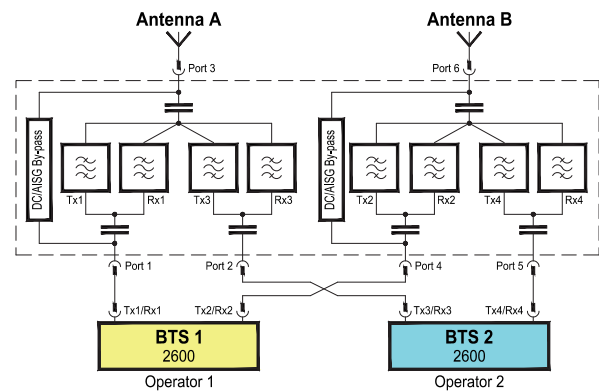 Antenna A
Antenna B
Port 3
Port 6
DC/AISG By-pass
DC/AISG By-pass
Tx1
Rx1
Tx3
Rx3
Tx2
Rx2
Tx4
Rx4
Port 1
Port 2
Port 4
Port 5
Tx1/Rx1
Tx2/Rx2
Tx3/Rx3
Tx4/Rx4
BTS 1
2600
BTS 2
2600
Operator 1
Operator 2